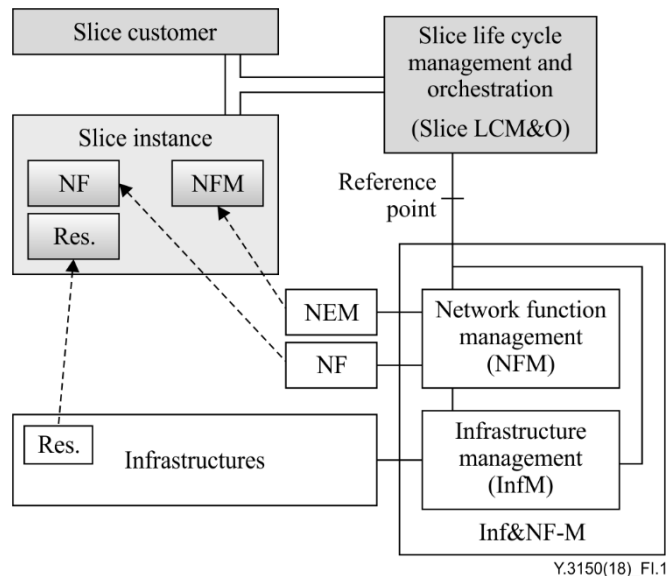 Slice customer
Slice life cycle
management and
orchestration
(Slice LCM&O)
Slice instance
NF
NFM
Res.
Reference
point
NEM
NF
Network function
management
(NFM)
Res.
Infrastructures
Infrastructure
management
(InfM)
Inf&NF-M
Y.3150(18)_FI.1